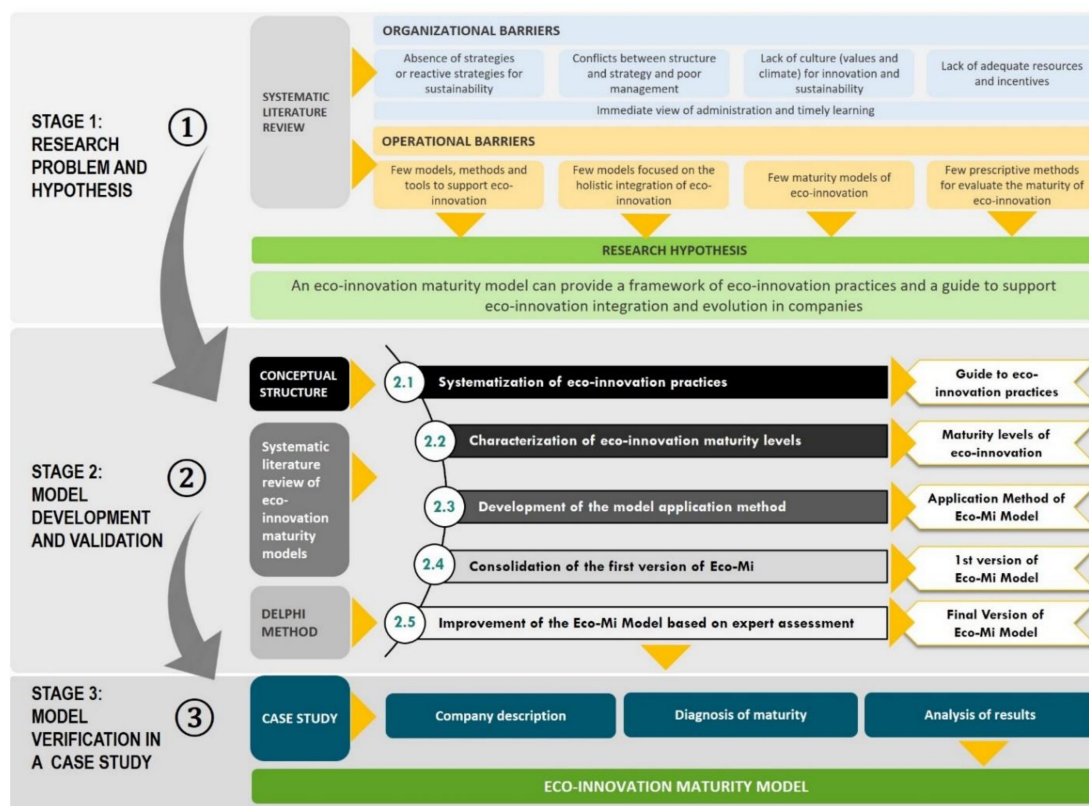 STAGE 1:
RESEARCH
PROBLEM AND
HYPOTHESIS
1
SYSTEMATIC
LITERATURE
REVIEW
ORGANIZATIONAL BARRIERS
Absence of strategies
or reactive strategies for
sustainability
Conflicts between structure
and strategy and poor
management
Lack of culture (values and
climate) for innovation and
sustainability
Lack of adequate resources
and incentives
Immediate view of administration and timely learning
OPERATIONAL BARRIERS
Few models, methods and
tools to support eco-
innovation
Few models focused on the
holistic integration of eco-
innovation
Few maturity models of
eco-innovation
Few prescriptive methods
for evaluate the maturity of
eco-innovation
RESEARCH HYPOTHESIS
An eco-innovation maturity model can provide a framework of eco-innovation practices and a guide to support
eco-innovation integration and evolution in companies
STAGE 2:
MODEL
DEVELOPMENT
AND VALIDATION
2
CONCEPTUAL
STRUCTURE
2.1
Systematization of eco-innovation practices
Guide to eco-
innovation practices
Systematic
literature
review of
eco-
innovation
maturity
models
2.2
Characterization of eco-innovation maturity levels
Maturity levels of
eco-innovation
2.3
Development of the model application method
Application Method of
Eco-Mi Model
2.4
Consolidation of the first version of Eco-Mi
1st version of
Eco-Mi Model
DELPHI
METHOD
2.5
Improvement of the Eco-Mi Model based on expert assessment
Final Version of
Eco-Mi Model
STAGE 3:
MODEL
VERIFICATION IN
A CASE STUDY
3
CASE STUDY
Company description
Diagnosis of maturity
Analysis of results
ECO-INNOVATION MATURITY MODEL